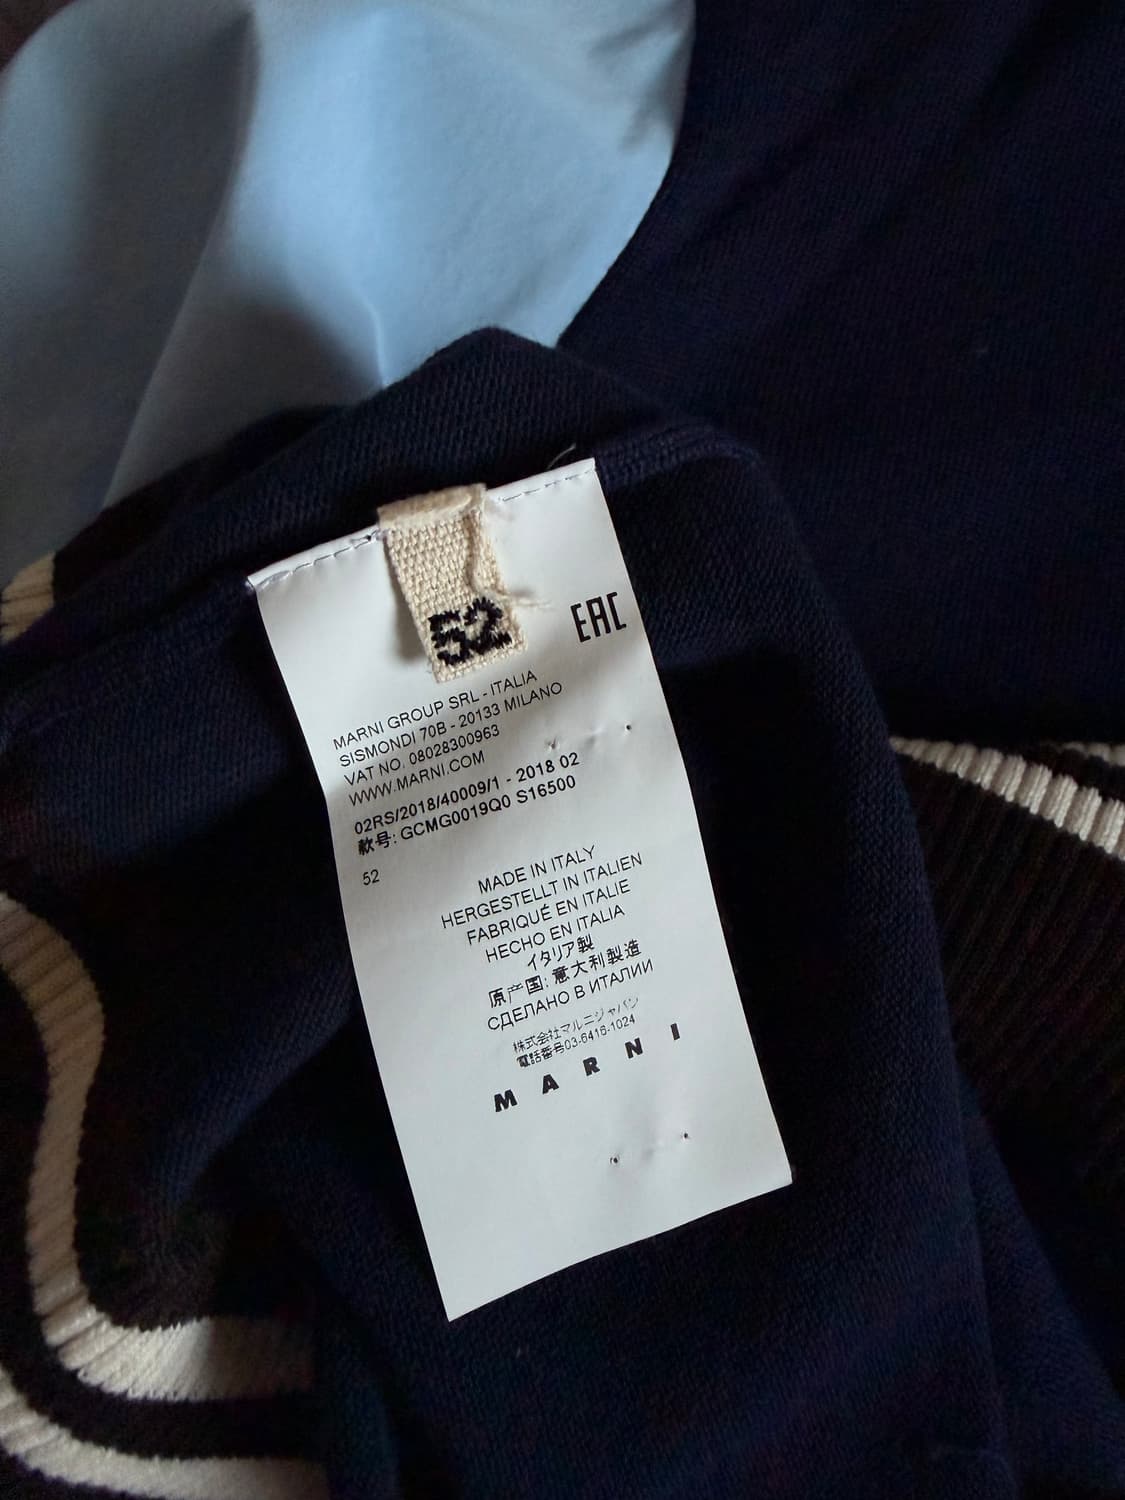 52
EAC
MARNI GROUP SRL - ITALIA
SISMONDI 70B - 20133 MILANO
VAT NO. 08028300963
WWW.MARNI.COM
02RS/2018/40009/1 - 2018 02
款号: GCMG0019Q0 S16500
52
MADE IN ITALY
HERGESTELLT IN ITALIEN
FABRIQUÉ EN ITALIE
HECHO EN ITALIA
イタリア製
原产国: 意大利製造
СДЕЛАНО В ИТАЛИИ
株式会社マルニジャパン
電話番号03-6416-1024
MARNI